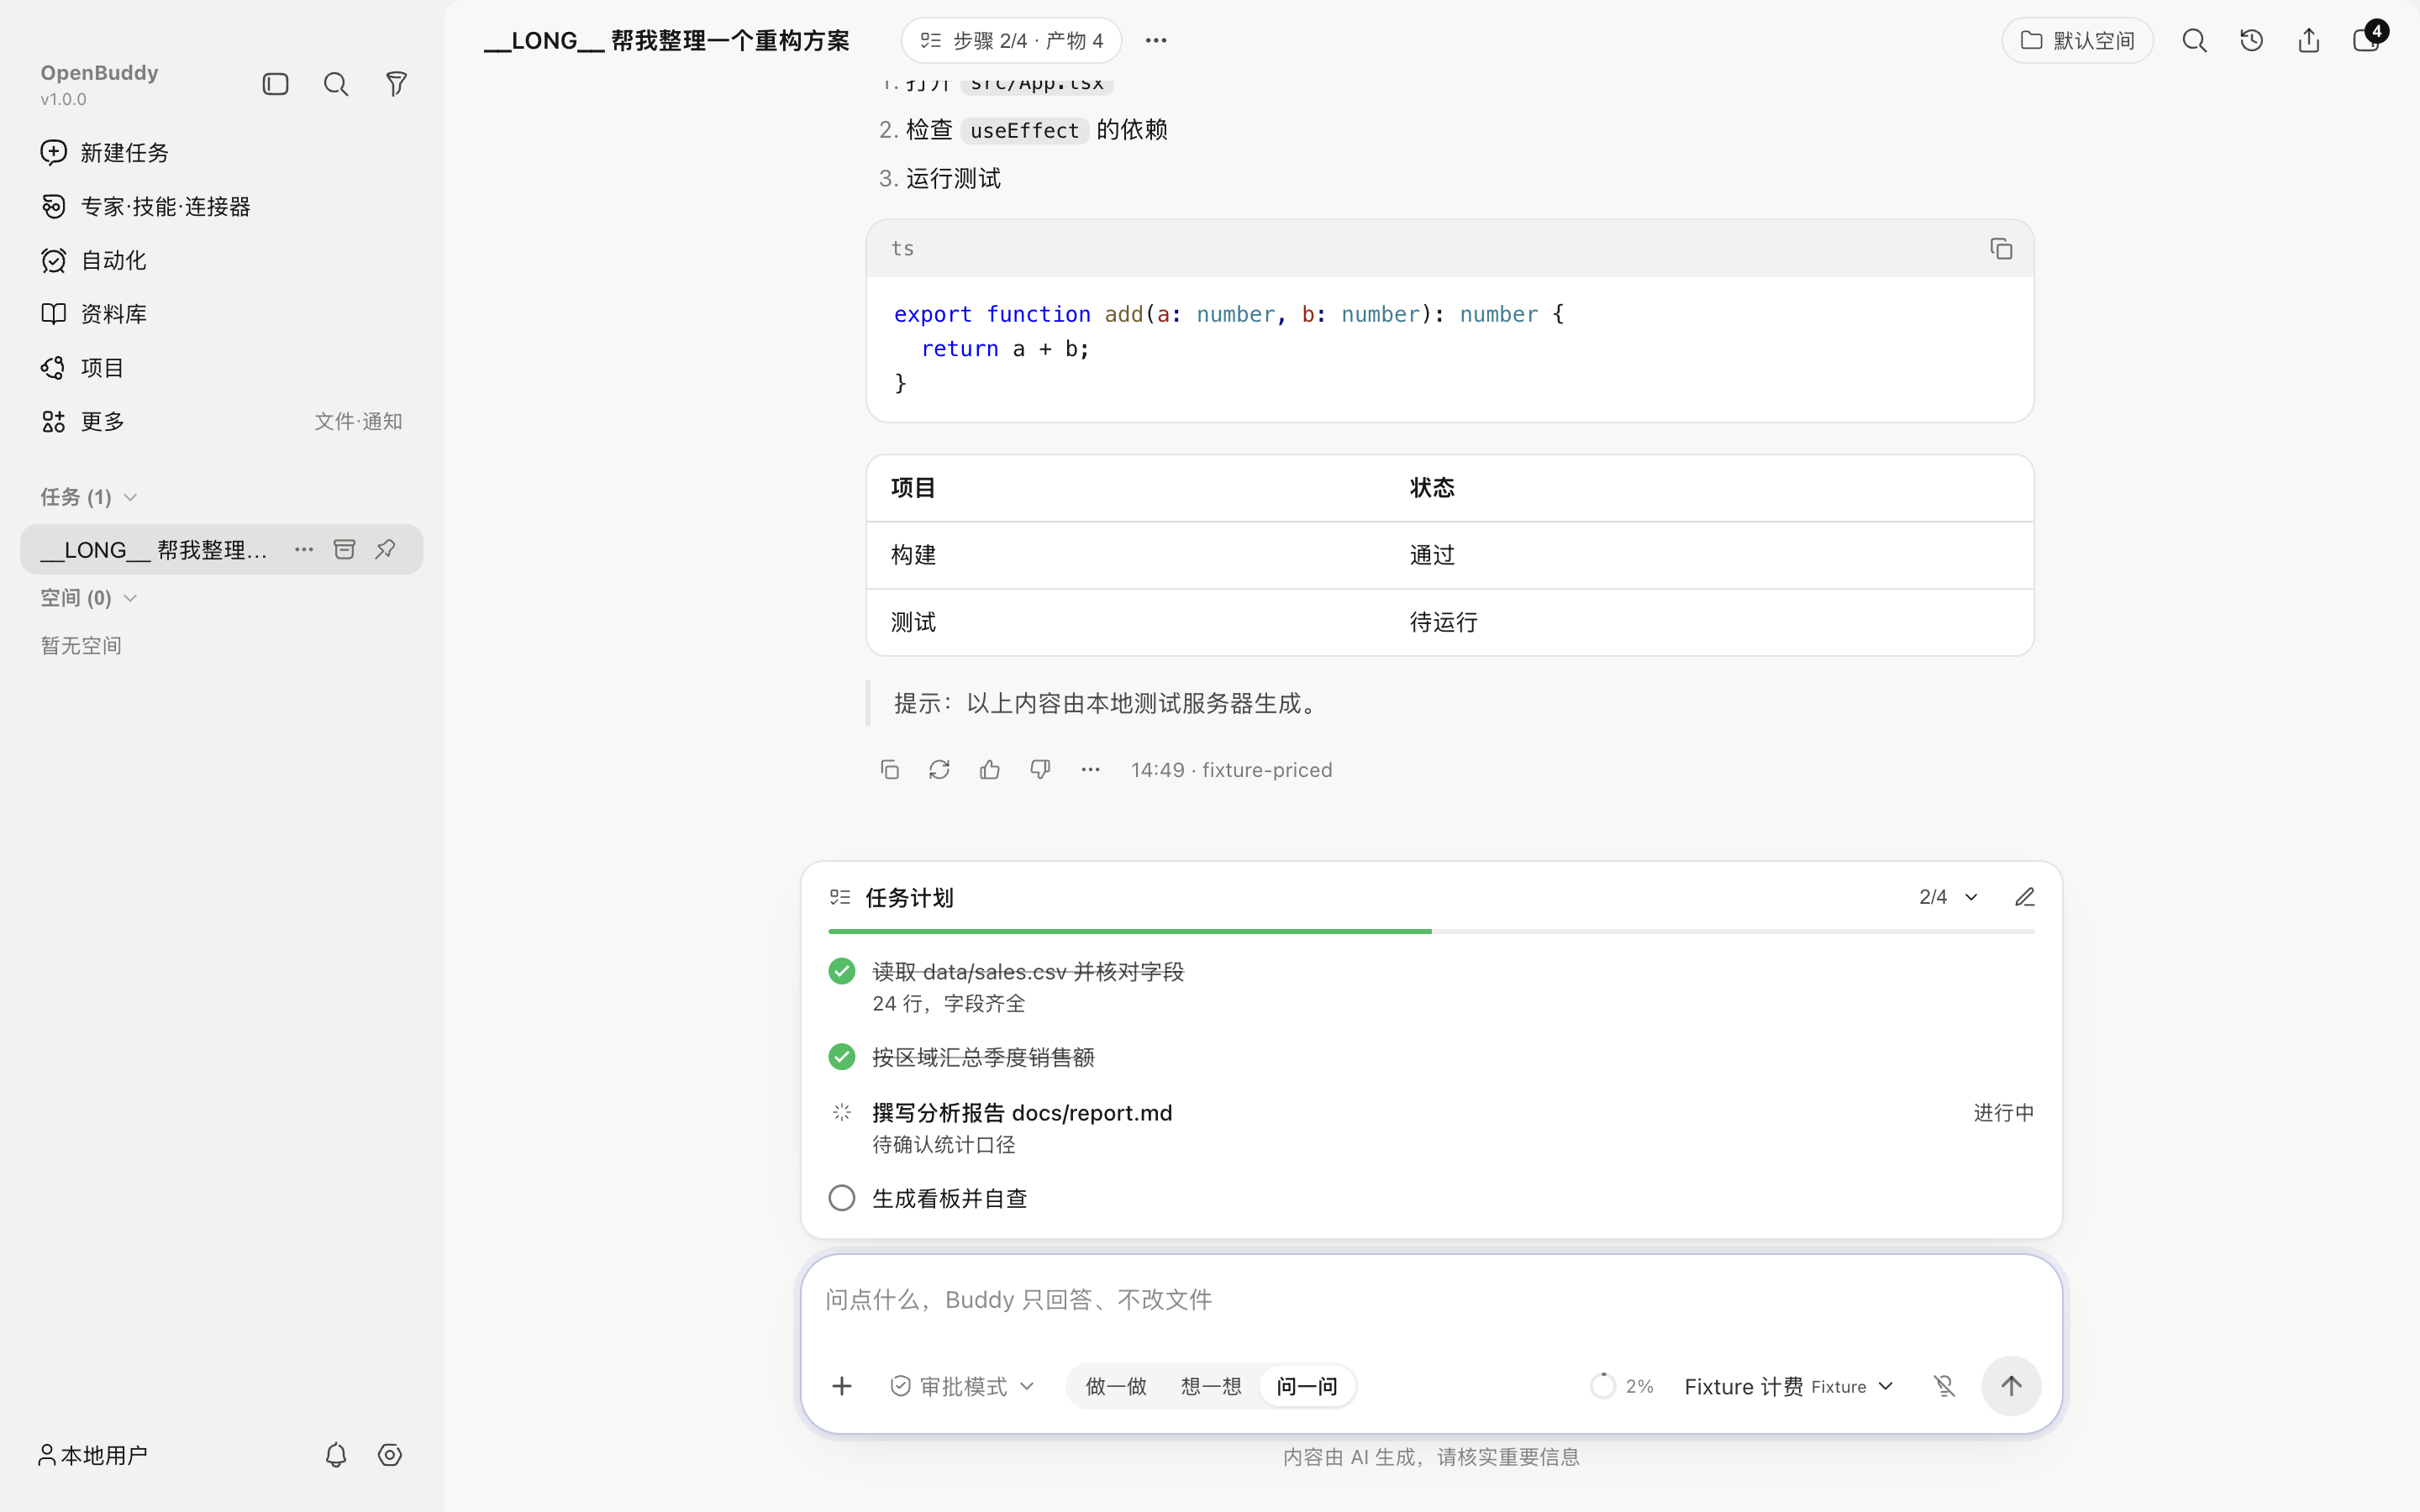 OpenBuddy
v1.0.0
新建任务
专家·技能·连接器
自动化
资料库
项目
更多
文件·通知
任务 (1)
__LONG__ 帮我整理...
空间 (0)
暂无空间
本地用户
__LONG__ 帮我整理一个重构方案
步骤 2/4 · 产物 4
默认空间
4
1. 打开 src/App.tsx
2. 检查 useEffect 的依赖
3. 运行测试
ts
export function add(a: number, b: number): number {
  return a + b;
}
项目 状态
构建 通过
测试 待运行
提示：以上内容由本地测试服务器生成。
14:49 · fixture-priced
任务计划
2/4
读取 data/sales.csv 并核对字段
24 行，字段齐全
按区域汇总季度销售额
撰写分析报告 docs/report.md
进行中
待确认统计口径
生成看板并自查
问点什么，Buddy 只回答、不改文件
审批模式
做一做
想一想
问一问
2%
Fixture 计费 Fixture
内容由 AI 生成，请核实重要信息